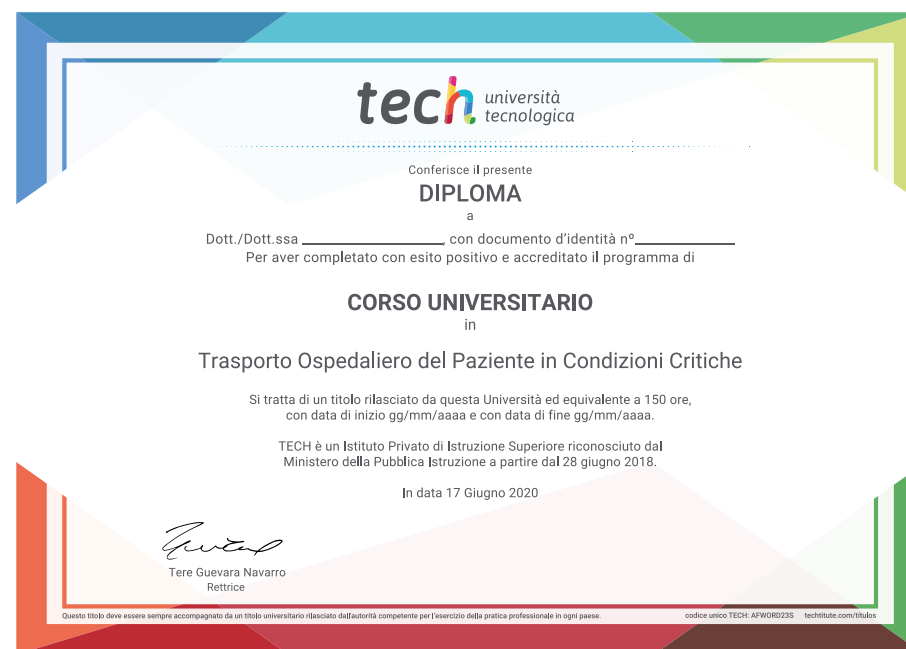 tech università
tecnologica
Conferisce il presente
DIPLOMA
a
Dott./Dott.ssa ____________________, con documento d'identità nº______________
Per aver completato con esito positivo e accreditato il programma di
CORSO UNIVERSITARIO
in
Trasporto Ospedaliero del Paziente in Condizioni Critiche
Si tratta di un titolo rilasciato da questa Università ed equivalente a 150 ore,
con data di inizio gg/mm/aaaa e con data di fine gg/mm/aaaa.
TECH è un Istituto Privato di Istruzione Superiore riconosciuto dal
Ministero della Pubblica Istruzione a partire dal 28 giugno 2018.
In data 17 Giugno 2020
Tere Guevara Navarro
Rettrice
Questo titolo deve essere sempre accompagnato da un titolo universitario rilasciato dall'autorità competente per l'esercizio della pratica professionale in ogni paese. codice unico TECH: AFWORD23S techtitute.com/titulos